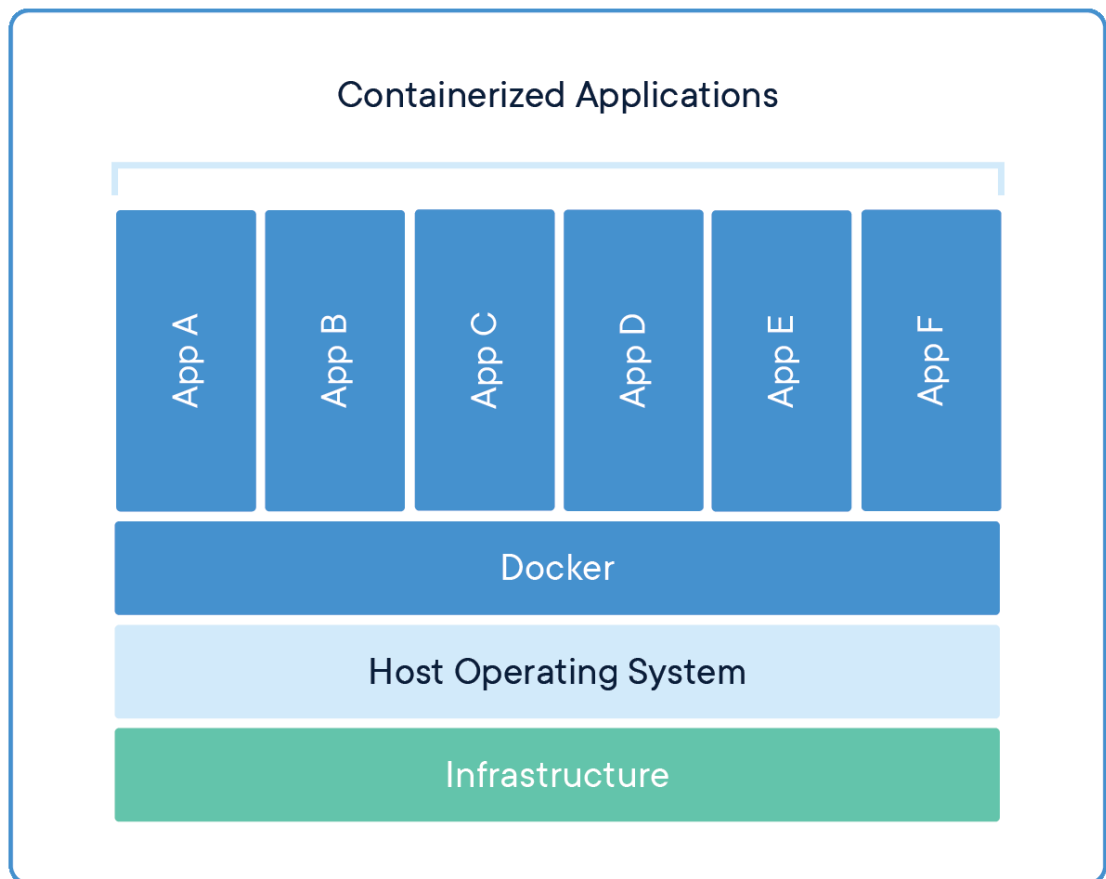 Containerized Applications
App A
App B
App C
App D
App E
App F
Docker
Host Operating System
Infrastructure